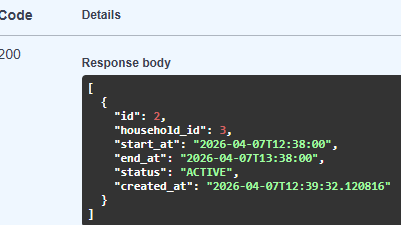 Code Details
200
Response body
[
  {
    "id": 2,
    "household_id": 3,
    "start_at": "2026-04-07T12:38:00",
    "end_at": "2026-04-07T13:38:00",
    "status": "ACTIVE",
    "created_at": "2026-04-07T12:39:32.120816"
  }
]